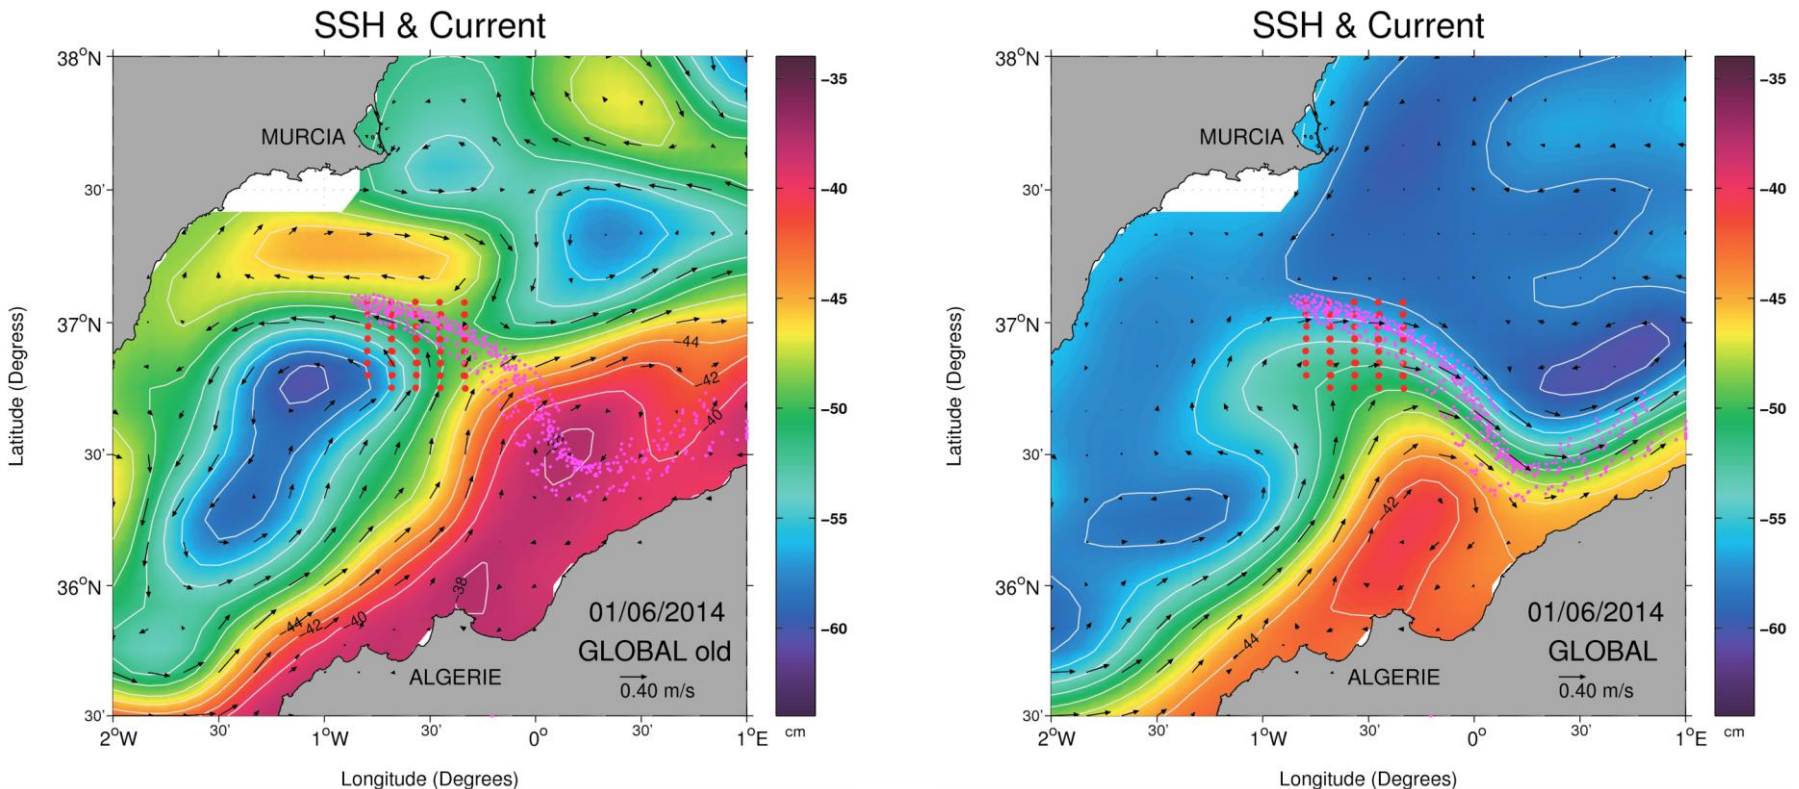 SSH & Current
38°N
30'
37°N
30'
36°N
30'
2°W
30'
1°W
30'
0°
30'
1°E
Latitude (Degrees)
Longitude (Degrees)
MURCIA
-44
-42
-40
-38
-44
-42
-40
01/06/2014
GLOBAL old
0.40 m/s
ALGERIE
-35
-40
-45
-50
-55
-60
cm
SSH & Current
38°N
30'
37°N
30'
36°N
30'
2°W
30'
1°W
30'
0°
30'
1°E
Latitude (Degrees)
Longitude (Degrees)
MURCIA
-42
-44
01/06/2014
GLOBAL
0.40 m/s
ALGERIE
-35
-40
-45
-50
-55
-60
cm